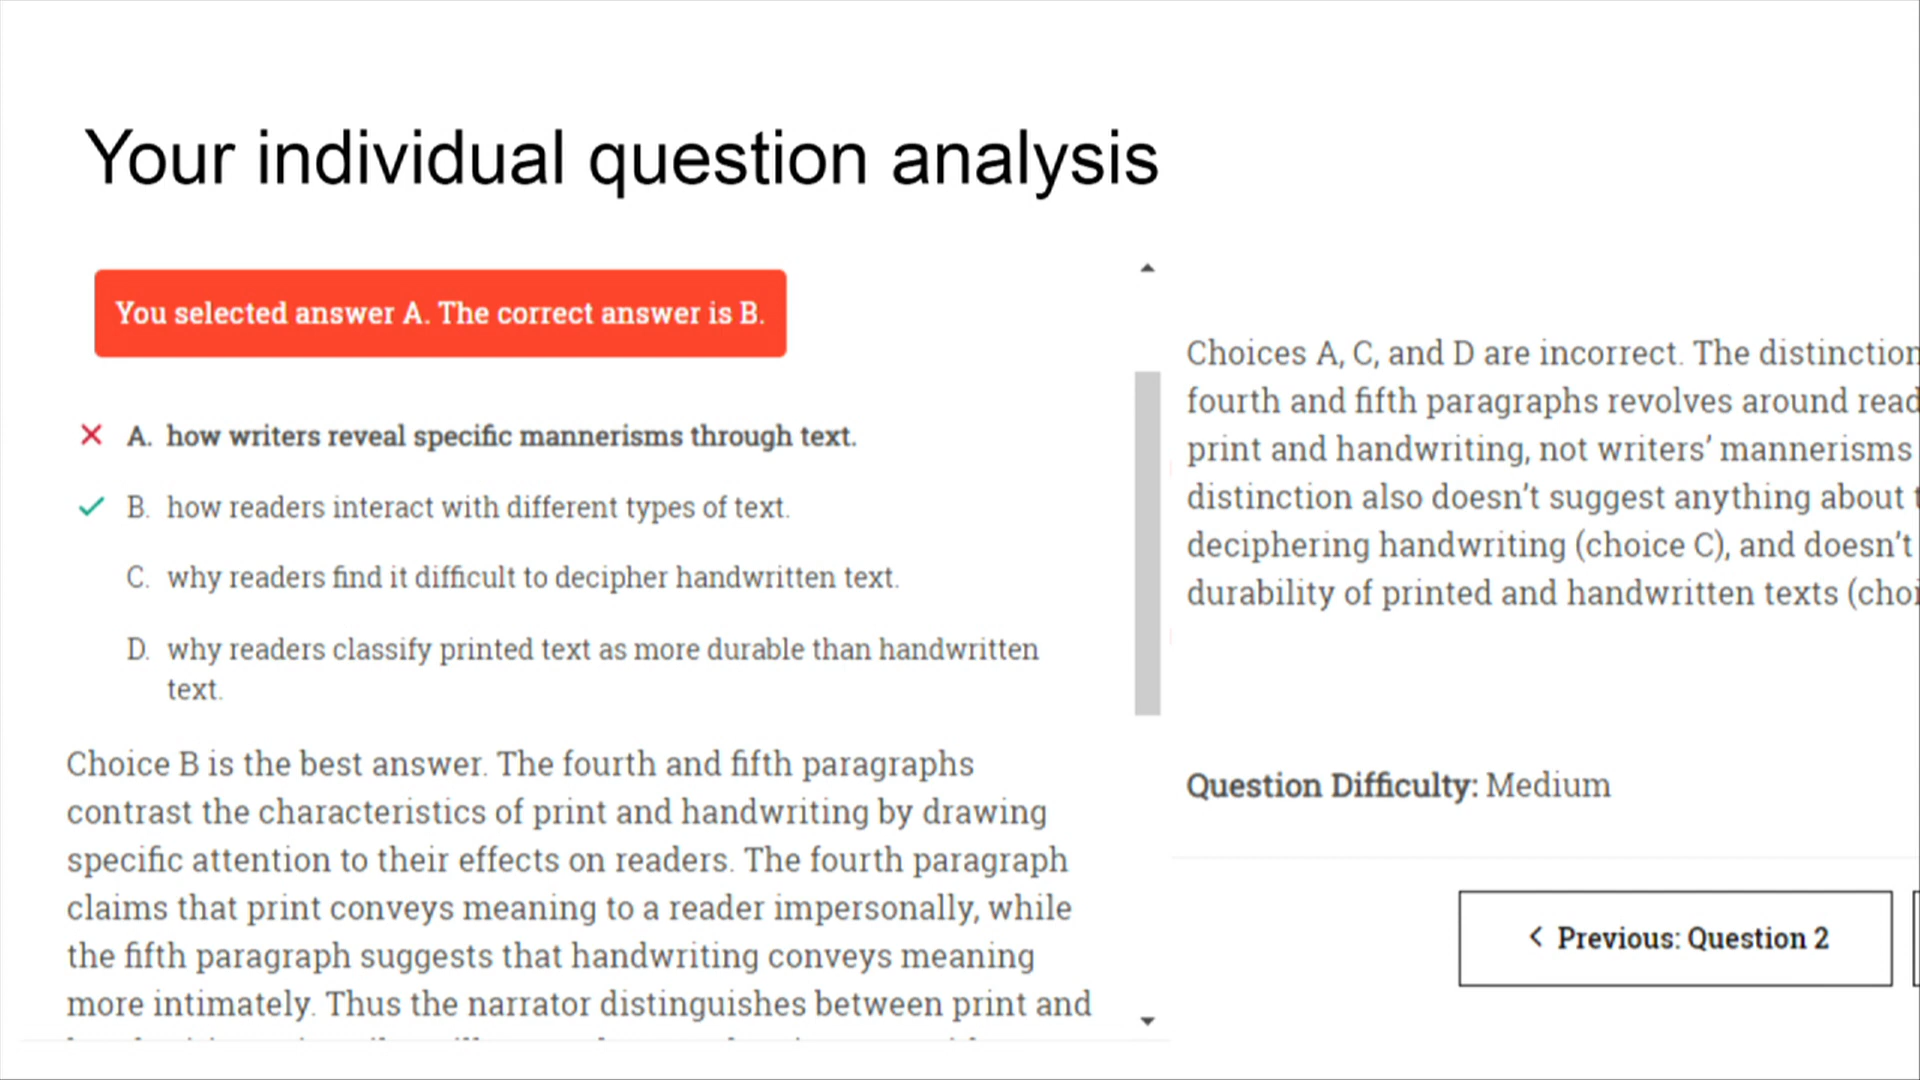 Your individual question analysis
You selected answer A. The correct answer is B.
A. how writers reveal specific mannerisms through text.
B. how readers interact with different types of text.
C. why readers find it difficult to decipher handwritten text.
D. why readers classify printed text as more durable than handwritten
text.
Choice B is the best answer. The fourth and fifth paragraphs
contrast the characteristics of print and handwriting by drawing
specific attention to their effects on readers. The fourth paragraph
claims that print conveys meaning to a reader impersonally, while
the fifth paragraph suggests that handwriting conveys meaning
more intimately. Thus the narrator distinguishes between print and
Choices A, C, and D are incorrect. The distinction
fourth and fifth paragraphs revolves around
print and handwriting, not writers’ mannerisms
distinction also doesn’t suggest anything about
deciphering handwriting (choice C), and doesn’t
durability of printed and handwritten texts
Question Difficulty: Medium
< Previous: Question 2